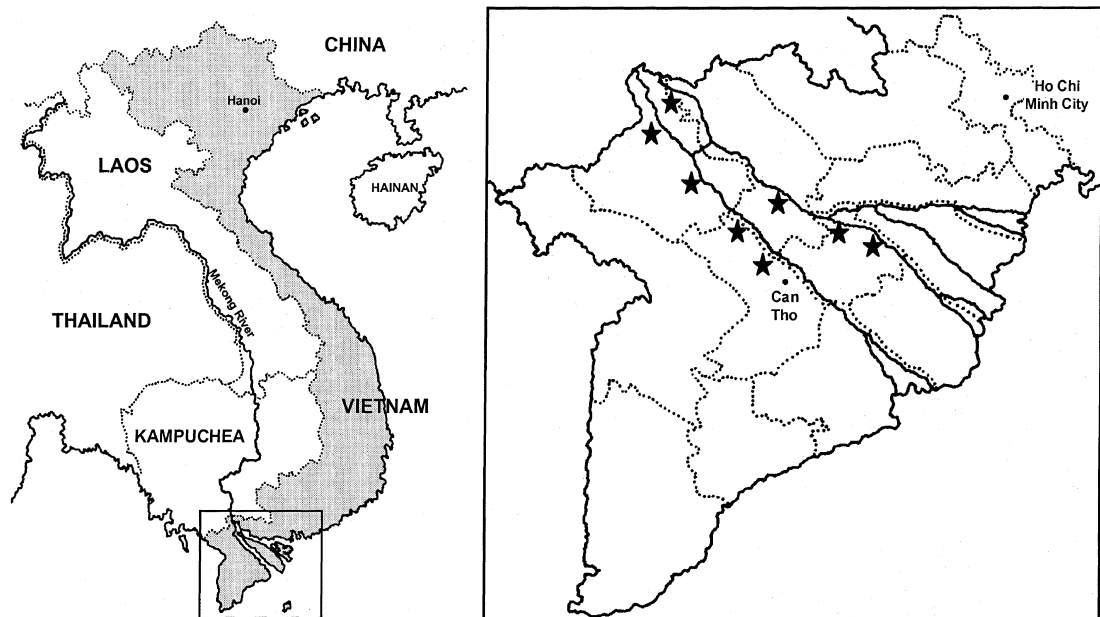 CHINA
Hanoi
LAOS
HAINAN
Mekong River
THAILAND
VIETNAM
KAMPUCHEA
Ho Chi
Minh City
Can
Tho